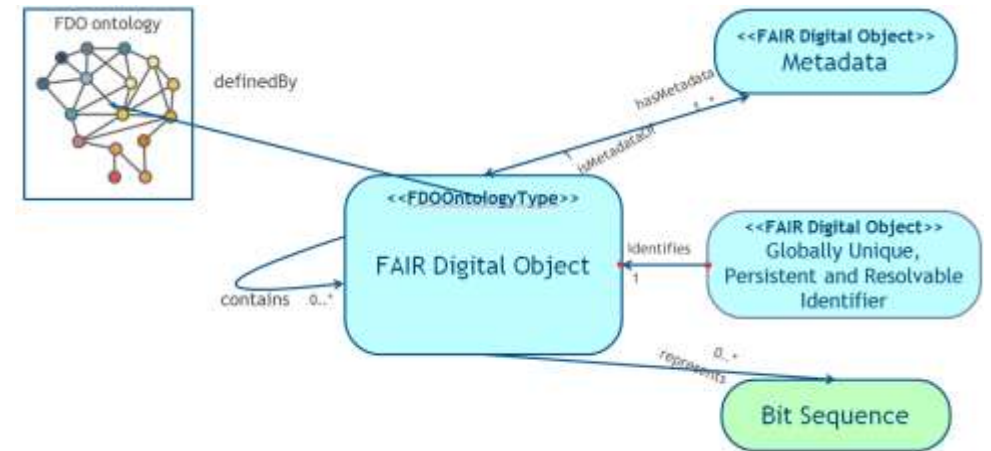 FDO ontology
definedBy
<<FAIR Digital Object>>
Metadata
hasMetadata
1
isMetadataOf
<<FDOOntologyType>>
FAIR Digital Object
contains
0..*
Identifies
1
<<FAIR Digital Object>>
Globally Unique,
Persistent and Resolvable
Identifier
represents
0..*
Bit Sequence